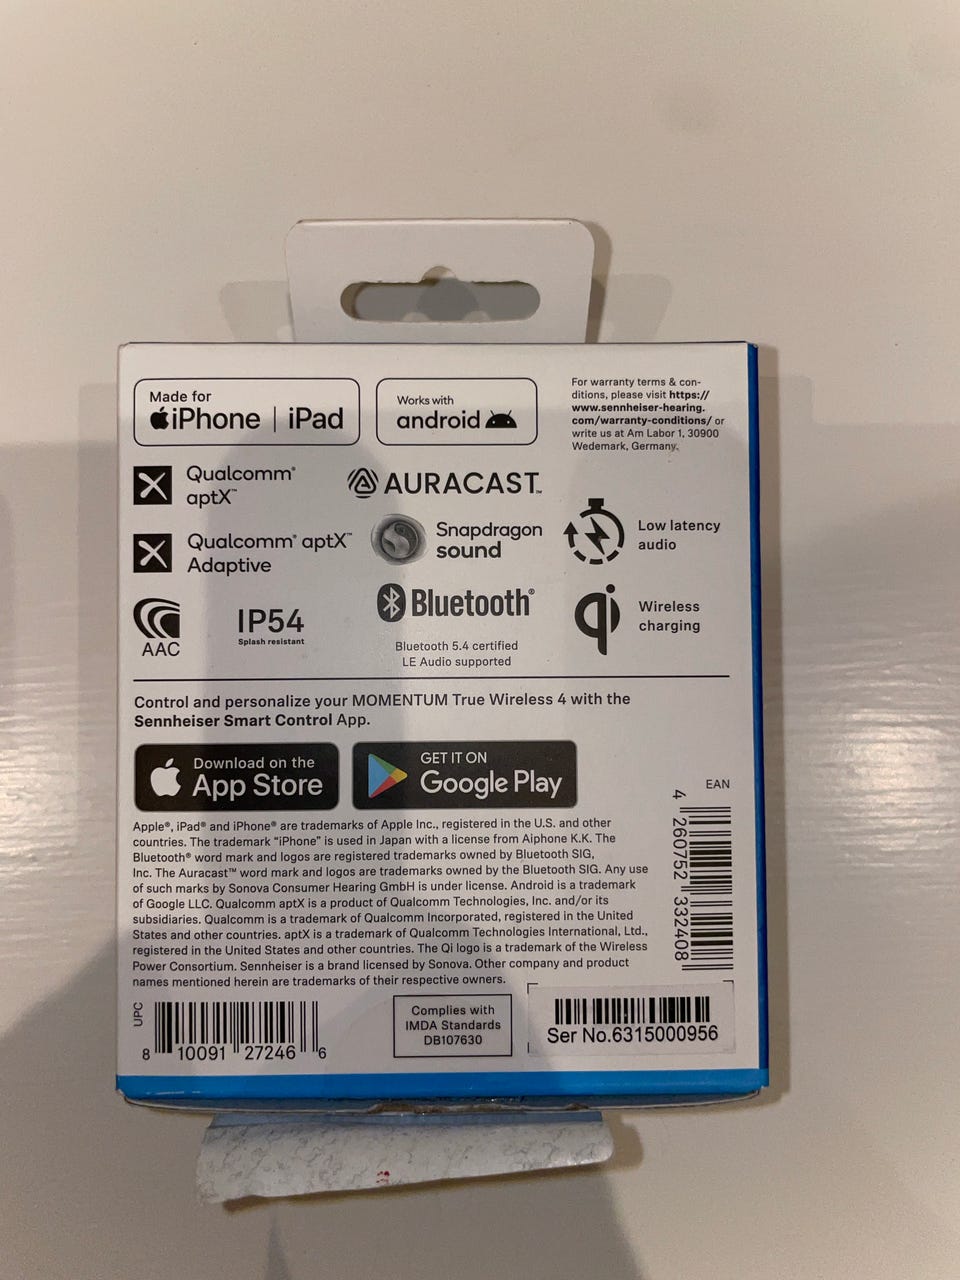 Made for
iPhone | iPad
Works with
android
For warranty terms & con-
ditions, please visit https://
www.sennheiser-hearing.
com/warranty-conditions/ or
write us at Am Labor 1, 30900
Wedemark, Germany.
Qualcomm®
aptX™
AURACAST™
Qualcomm® aptX™
Adaptive
Snapdragon
sound
Low latency
audio
AAC
IP54
Splash resistant
Bluetooth®
Bluetooth 5.4 certified
LE Audio supported
qi
Wireless
charging
Control and personalize your MOMENTUM True Wireless 4 with the
Sennheiser Smart Control App.
Download on the
App Store
GET IT ON
Google Play
EAN
4 260752 332408
Apple®, iPad® and iPhone® are trademarks of Apple Inc., registered in the U.S. and other
countries. The trademark “iPhone” is used in Japan with a license from Aiphone K.K. The
Bluetooth® word mark and logos are registered trademarks owned by Bluetooth SIG,
Inc. The Auracast™ word mark and logos are trademarks owned by the Bluetooth SIG. Any use
of such marks by Sonova Consumer Hearing GmbH is under license. Android is a trademark
of Google LLC. Qualcomm aptX is a product of Qualcomm Technologies, Inc. and/or its
subsidiaries. Qualcomm is a trademark of Qualcomm Incorporated, registered in the United
States and other countries. aptX is a trademark of Qualcomm Technologies International, Ltd.,
registered in the United States and other countries. The Qi logo is a trademark of the Wireless
Power Consortium. Sennheiser is a brand licensed by Sonova. Other company and product
names mentioned herein are trademarks of their respective owners.
UPC
8 10091 27246 6
Complies with
IMDA Standards
DB107630
Ser No.6315000956